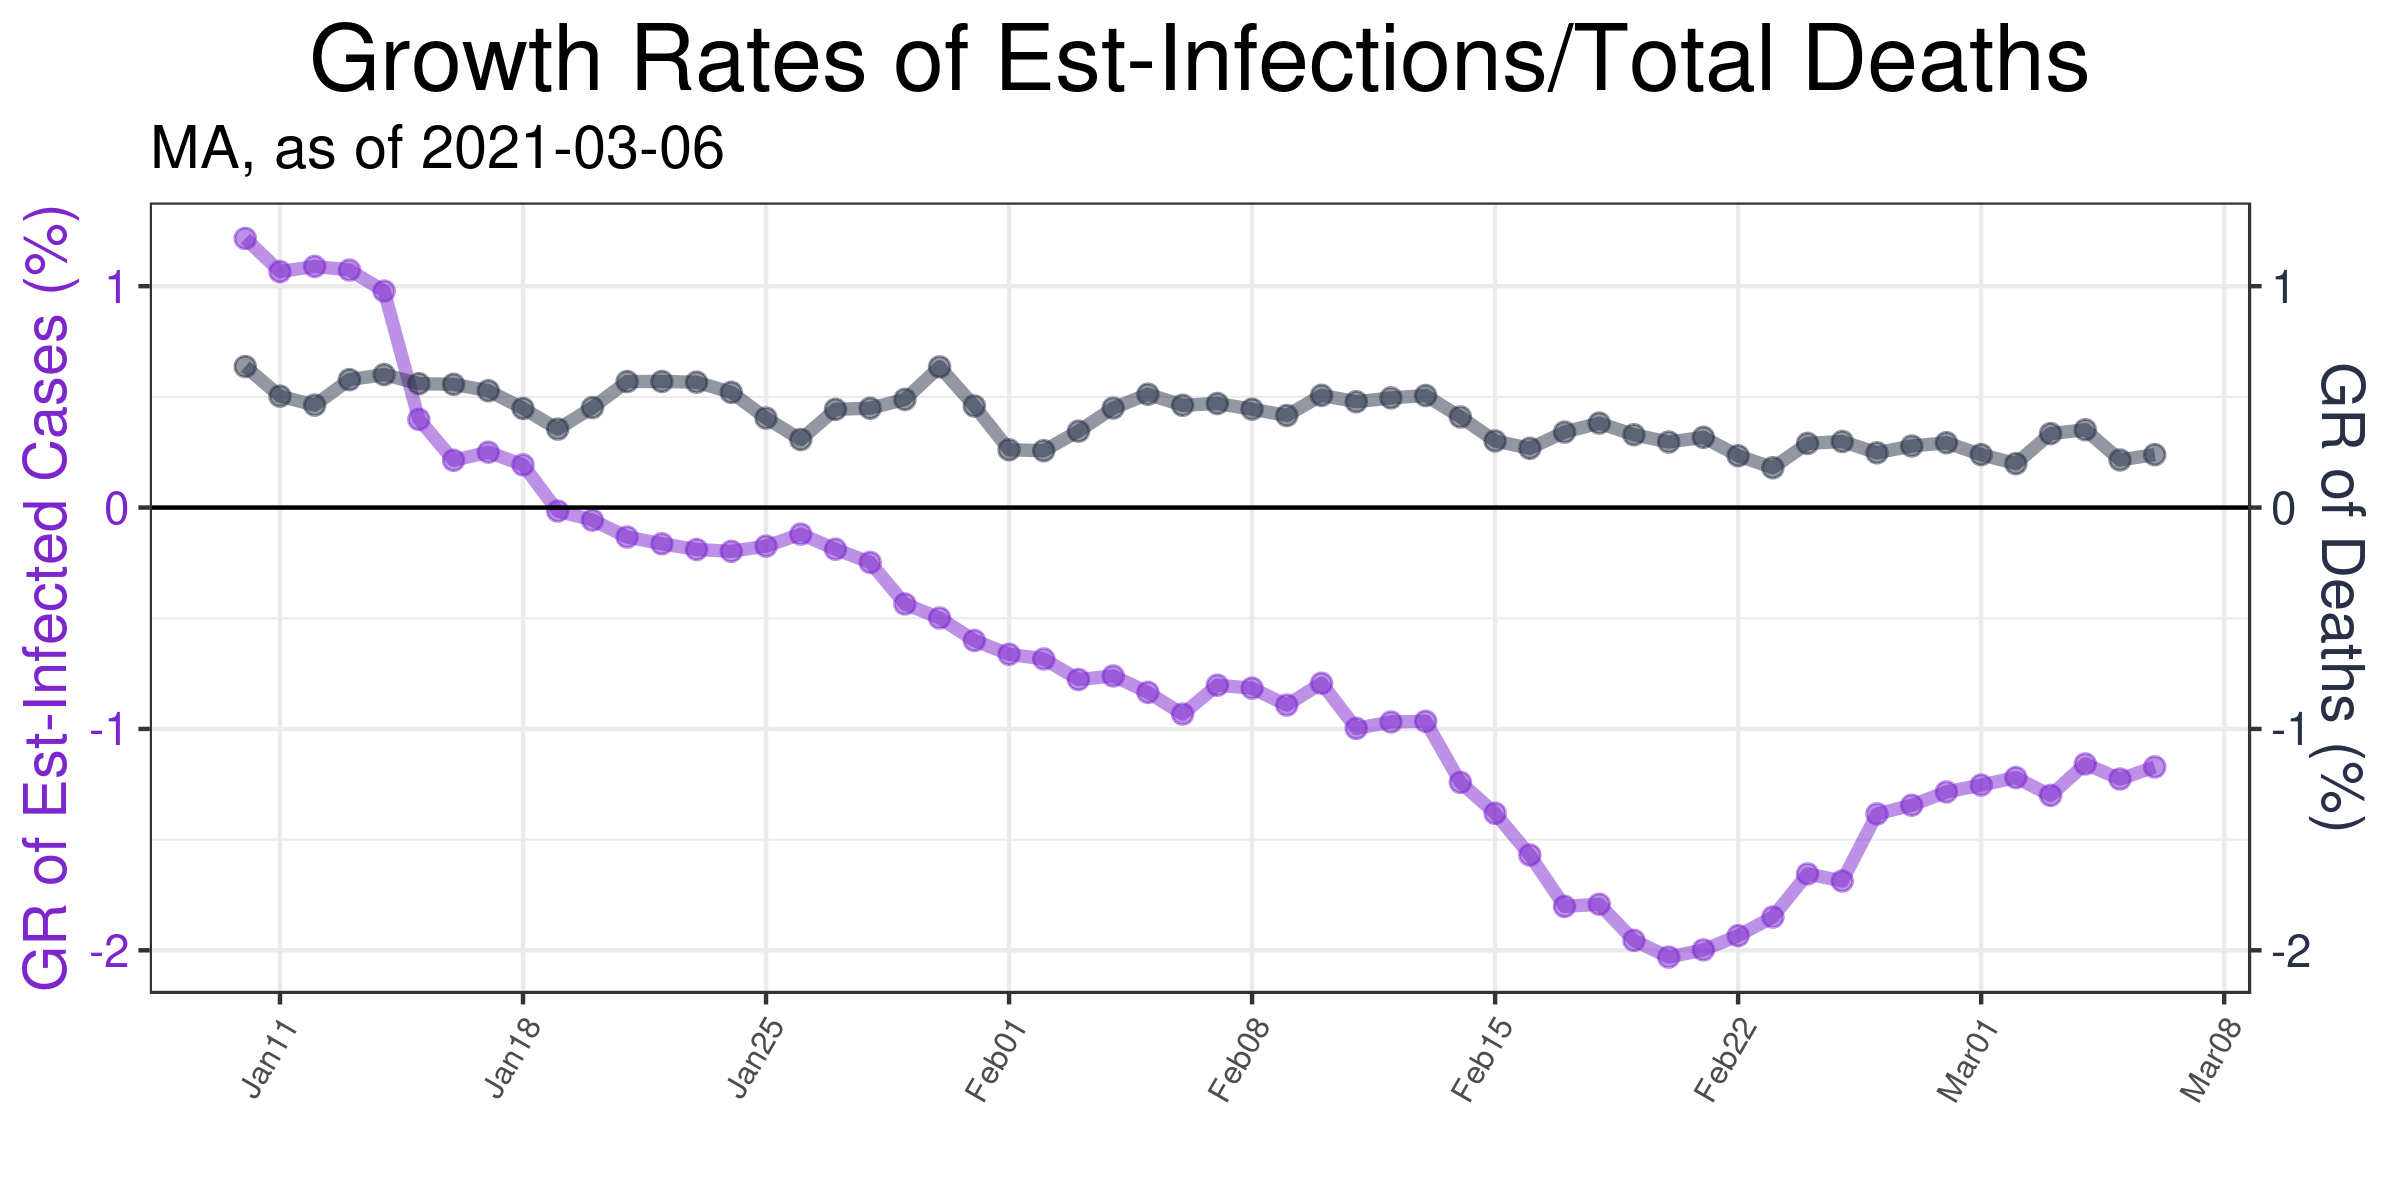 Growth Rates of Est-Infections/Total Deaths
MA, as of 2021-03-06
GR of Est-Infected Cases (%)
1
0
-1
-2
1
0
-1
-2
GR of Deaths (%)
Jan11
Jan18
Jan25
Feb01
Feb08
Feb15
Feb22
Mar01
Mar08